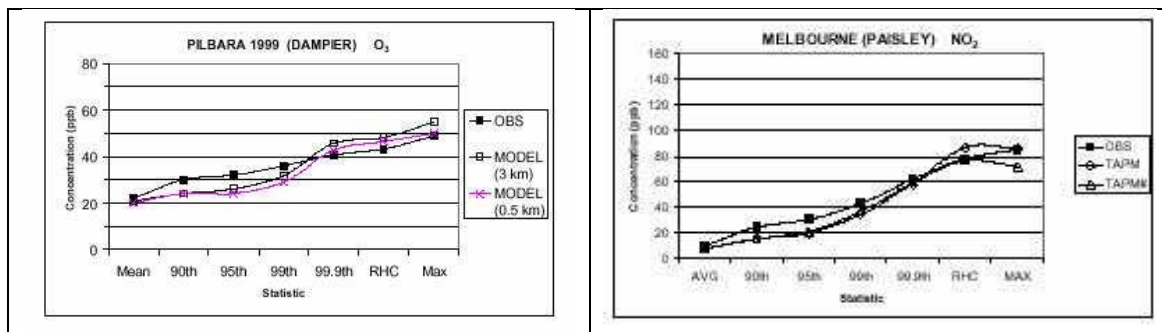 PILBARA 1999 (DAMPIER) O₃
Concentration (ppb)
80
60
40
20
0
Mean 90th 95th 99th 99.9th RHC Max
Statistic
OBS
MODEL
(3 km)
MODEL
(0.5 km)
MELBOURNE (PAISLEY) NO₂
Concentration (ppb)
160
140
120
100
80
60
40
20
0
AVG 90th 95th 99th 99.9th RHC MAX
Statistic
OBS
TAPM
TAPM#